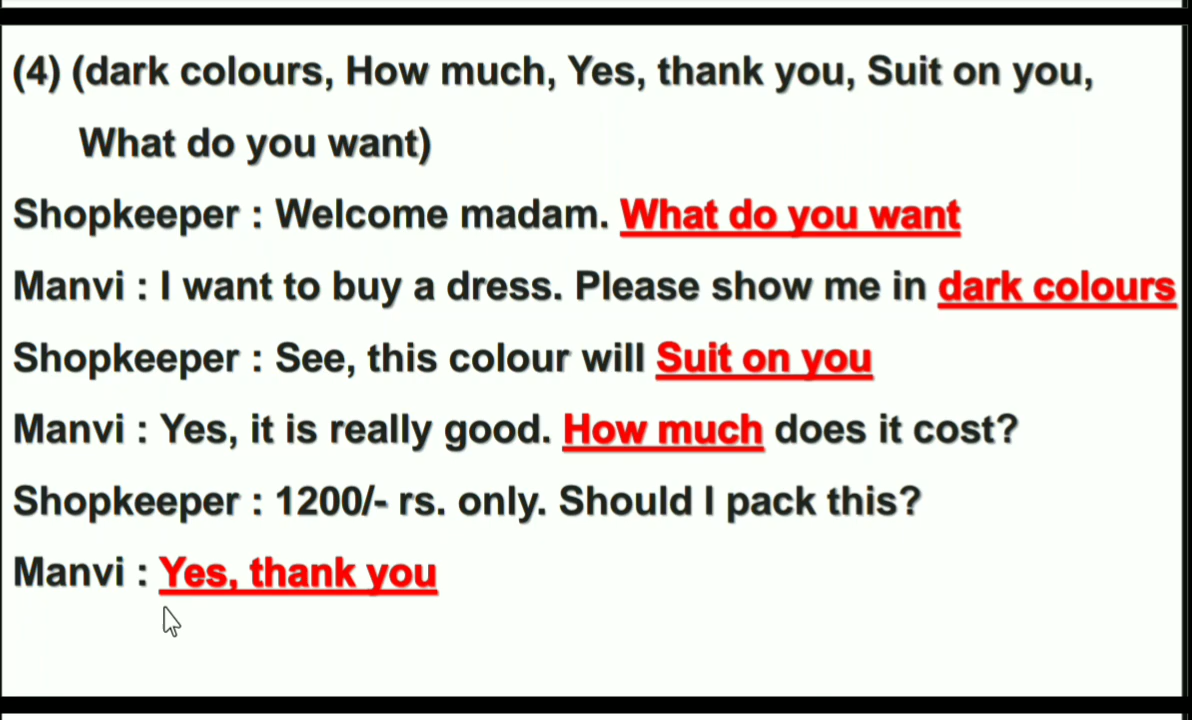 (4) (dark colours, How much, Yes, thank you, Suit on you,
What do you want)
Shopkeeper : Welcome madam. What do you want
Manvi : I want to buy a dress. Please show me in dark colours
Shopkeeper : See, this colour will Suit on you
Manvi : Yes, it is really good. How much does it cost?
Shopkeeper : 1200/- rs. only. Should I pack this?
Manvi : Yes, thank you